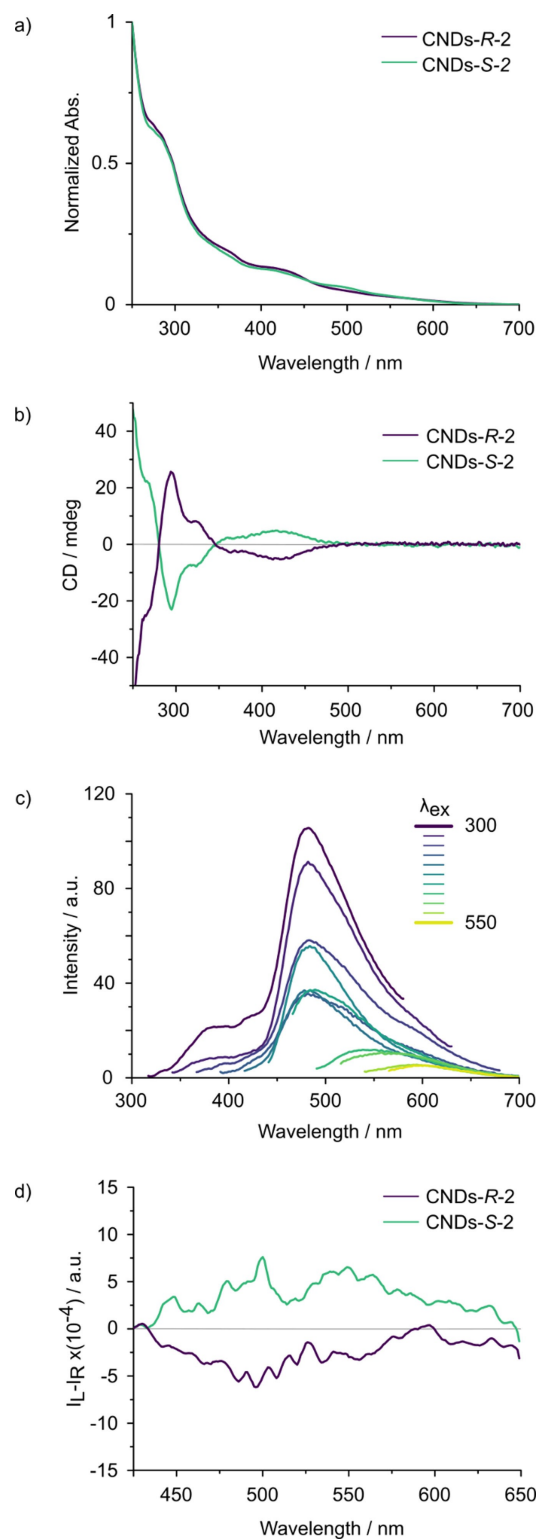 a)
CNDs-R-2
CNDs-S-2
1
0.5
0
Normalized Abs.
300 400 500 600 700
Wavelength / nm
b)
CNDs-R-2
CNDs-S-2
40
20
0
-20
-40
CD / mdeg
300 400 500 600 700
Wavelength / nm
c)
120
80
40
0
Intensity / a.u.
λex
300
550
300 400 500 600 700
Wavelength / nm
d)
CNDs-R-2
CNDs-S-2
15
10
5
0
-5
-10
-15
IL-IR x(10-4) / a.u.
450 500 550 600 650
Wavelength / nm